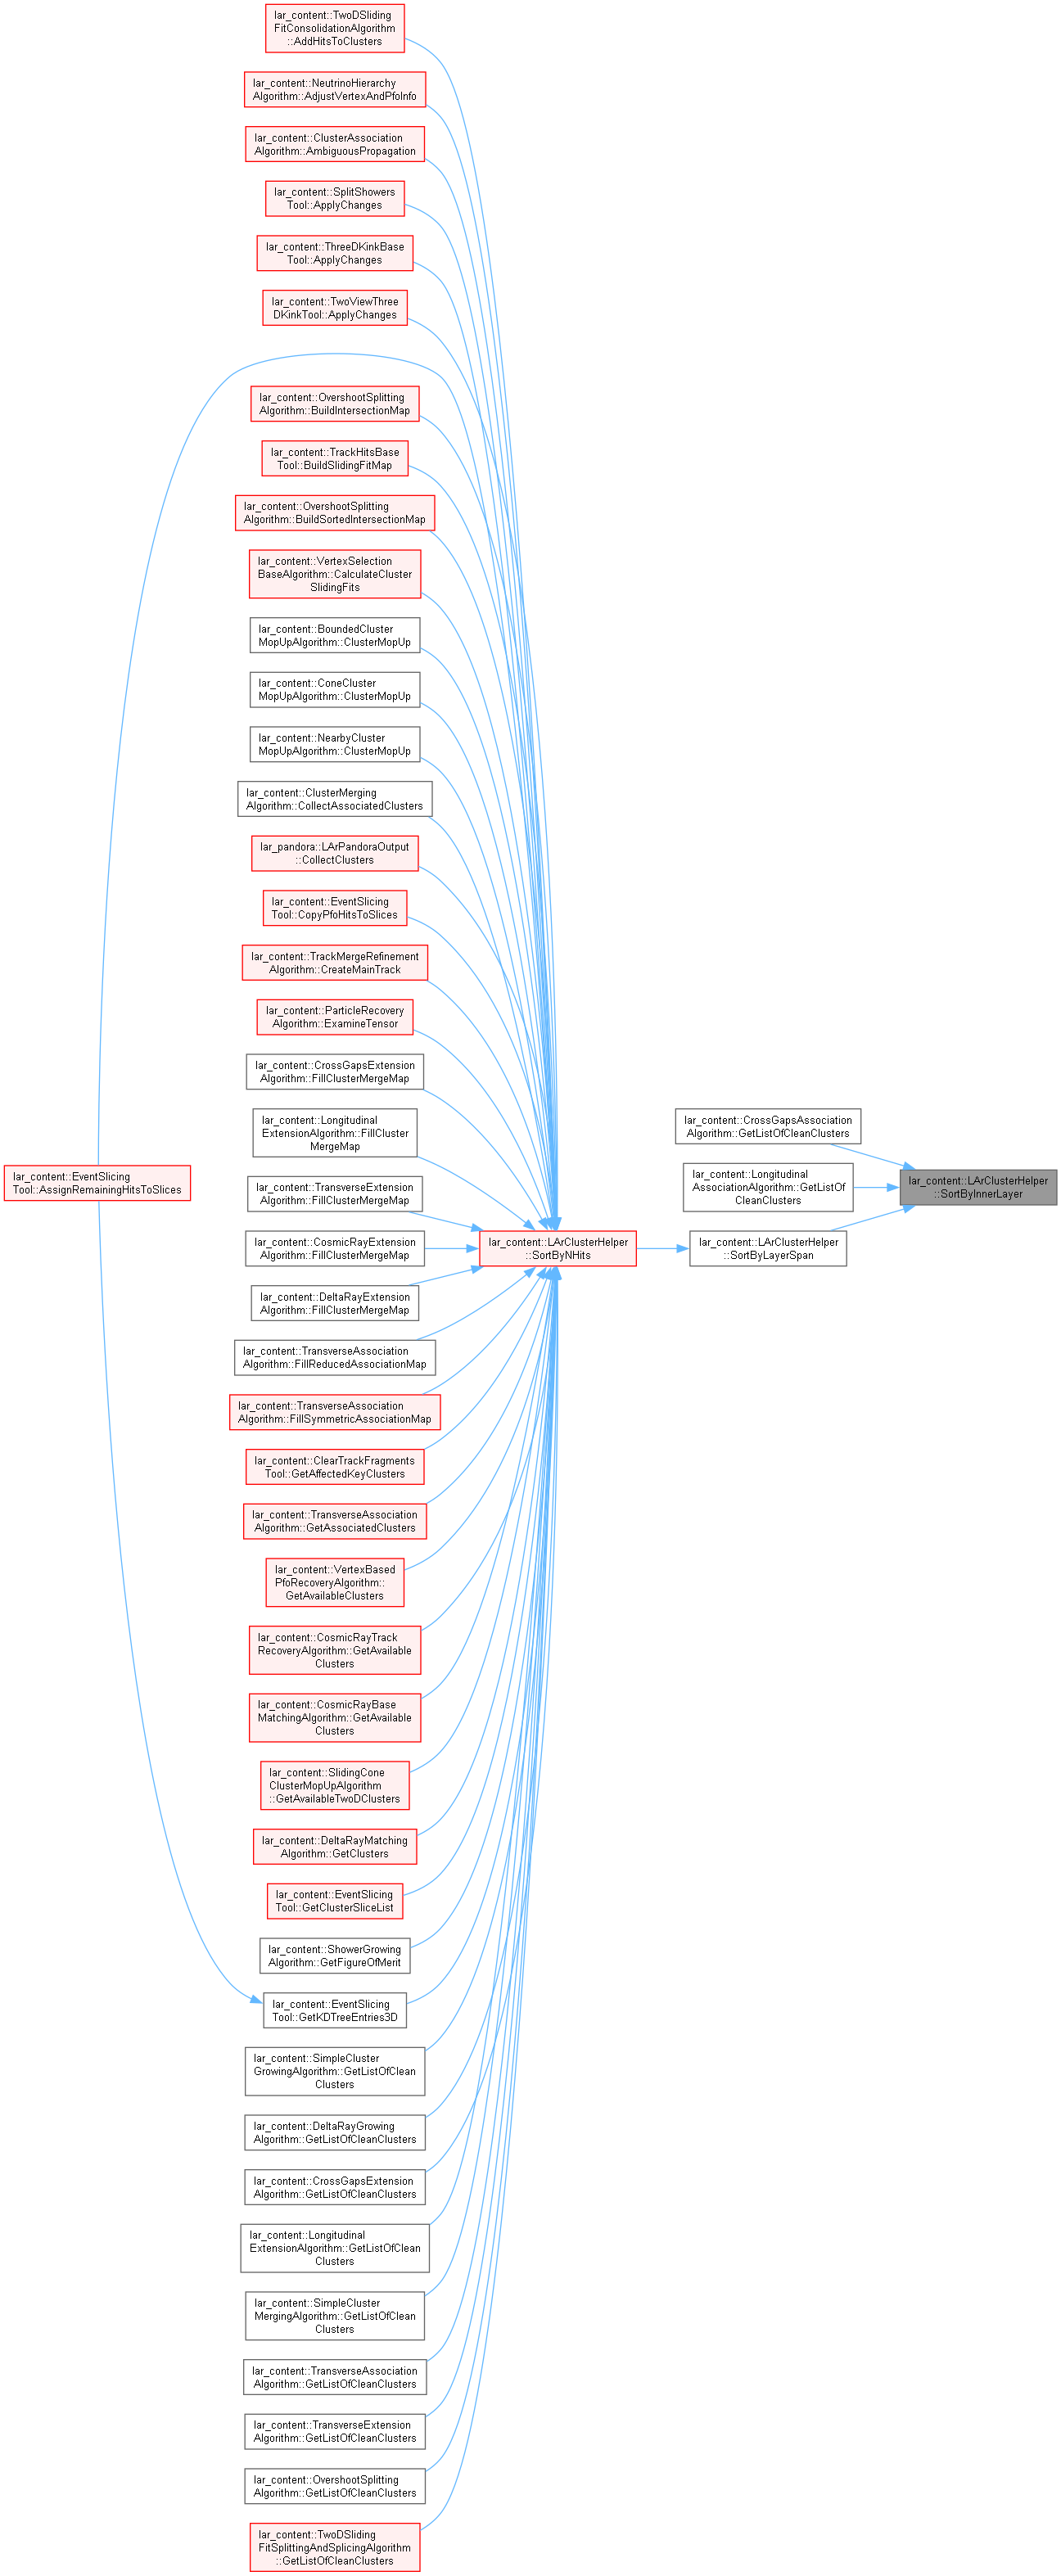 lar_content::TwoDSliding
FitConsolidationAlgorithm
::AddHitsToClusters
lar_content::NeutrinoHierarchy
Algorithm::AdjustVertexAndPfoInfo
lar_content::ClusterAssociation
Algorithm::AmbiguousPropagation
lar_content::SplitShowers
Tool::ApplyChanges
lar_content::ThreeDKinkBase
Tool::ApplyChanges
lar_content::TwoViewThree
DKinkTool::ApplyChanges
lar_content::OvershootSplitting
Algorithm::BuildIntersectionMap
lar_content::TrackHitsBase
Tool::BuildSlidingFitMap
lar_content::OvershootSplitting
Algorithm::BuildSortedIntersectionMap
lar_content::VertexSelection
BaseAlgorithm::CalculateCluster
SlidingFits
lar_content::BoundedCluster
MopUpAlgorithm::ClusterMopUp
lar_content::ConeCluster
MopUpAlgorithm::ClusterMopUp
lar_content::NearbyCluster
MopUpAlgorithm::ClusterMopUp
lar_content::ClusterMerging
Algorithm::CollectAssociatedClusters
lar_pandora::LArPandoraOutput
::CollectClusters
lar_content::EventSlicing
Tool::CopyPfoHitsToSlices
lar_content::TrackMergeRefinement
Algorithm::CreateMainTrack
lar_content::ParticleRecovery
Algorithm::ExamineTensor
lar_content::CrossGapsExtension
Algorithm::FillClusterMergeMap
lar_content::Longitudinal
ExtensionAlgorithm::FillCluster
MergeMap
lar_content::CrossGapsAssociation
Algorithm::GetListOfCleanClusters
lar_content::EventSlicing
Tool::AssignRemainingHitsToSlices
lar_content::TransverseExtension
Algorithm::FillClusterMergeMap
lar_content::Longitudinal
AssociationAlgorithm::GetListOf
CleanClusters
lar_content::LArClusterHelper
::SortByInnerLayer
lar_content::CosmicRayExtension
Algorithm::FillClusterMergeMap
lar_content::LArClusterHelper
::SortByNHits
lar_content::LArClusterHelper
::SortByLayerSpan
lar_content::DeltaRayExtension
Algorithm::FillClusterMergeMap
lar_content::TransverseAssociation
Algorithm::FillReducedAssociationMap
lar_content::TransverseAssociation
Algorithm::FillSymmetricAssociationMap
lar_content::ClearTrackFragments
Tool::GetAffectedKeyClusters
lar_content::TransverseAssociation
Algorithm::GetAssociatedClusters
lar_content::VertexBased
PfoRecoveryAlgorithm::
GetAvailableClusters
lar_content::CosmicRayTrack
RecoveryAlgorithm::GetAvailable
Clusters
lar_content::CosmicRayBase
MatchingAlgorithm::GetAvailable
Clusters
lar_content::SlidingCone
ClusterMopUpAlgorithm
::GetAvailableTwoDClusters
lar_content::DeltaRayMatching
Algorithm::GetClusters
lar_content::EventSlicing
Tool::GetClusterSliceList
lar_content::ShowerGrowing
Algorithm::GetFigureOfMerit
lar_content::EventSlicing
Tool::GetKDTreeEntries3D
lar_content::SimpleCluster
GrowingAlgorithm::GetListOfClean
Clusters
lar_content::DeltaRayGrowing
Algorithm::GetListOfCleanClusters
lar_content::CrossGapsExtension
Algorithm::GetListOfCleanClusters
lar_content::Longitudinal
ExtensionAlgorithm::GetListOfClean
Clusters
lar_content::SimpleCluster
MergingAlgorithm::GetListOfClean
Clusters
lar_content::TransverseAssociation
Algorithm::GetListOfCleanClusters
lar_content::TransverseExtension
Algorithm::GetListOfCleanClusters
lar_content::OvershootSplitting
Algorithm::GetListOfCleanClusters
lar_content::TwoDSliding
FitSplittingAndSplicingAlgorithm
::GetListOfCleanClusters